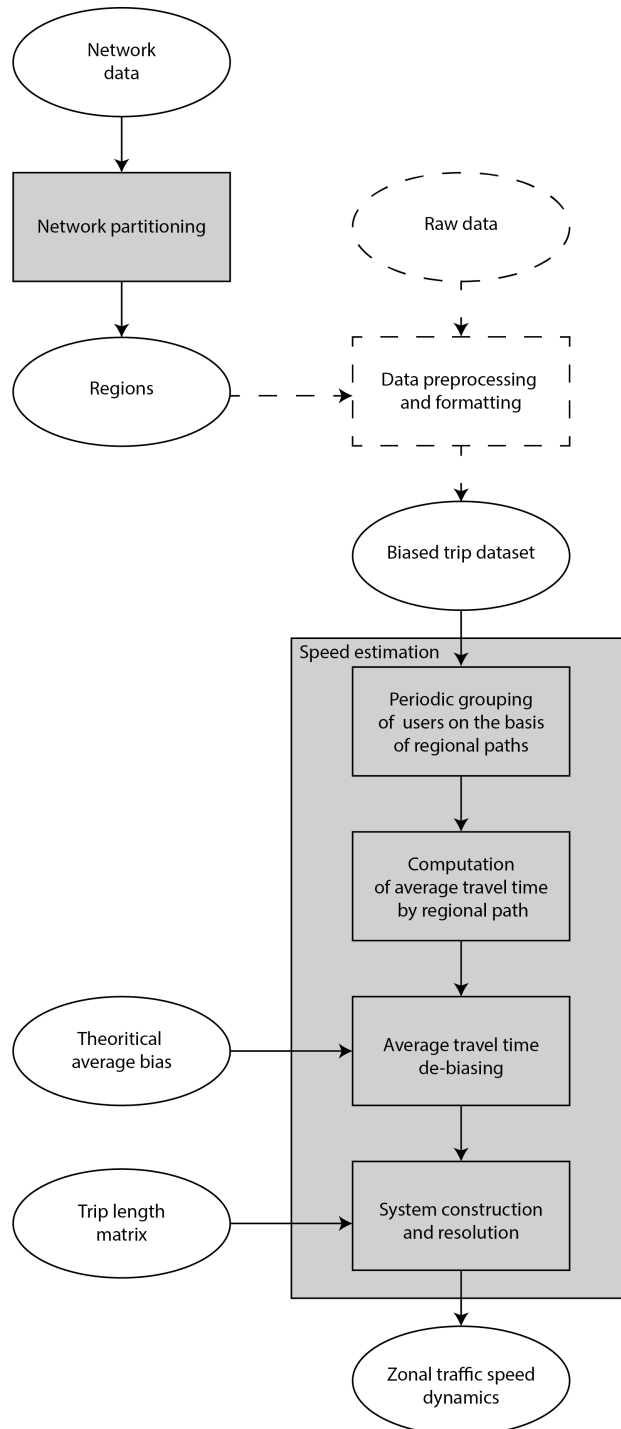 Network
data
Network partitioning
Raw data
Regions
Data preprocessing
and formatting
Biased trip dataset
Speed estimation
Periodic grouping
of users on the basis
of regional paths
Computation
of average travel time
by regional path
Theoritical
average bias
Average travel time
de-biasing
Trip length
matrix
System construction
and resolution
Zonal traffic speed
dynamics